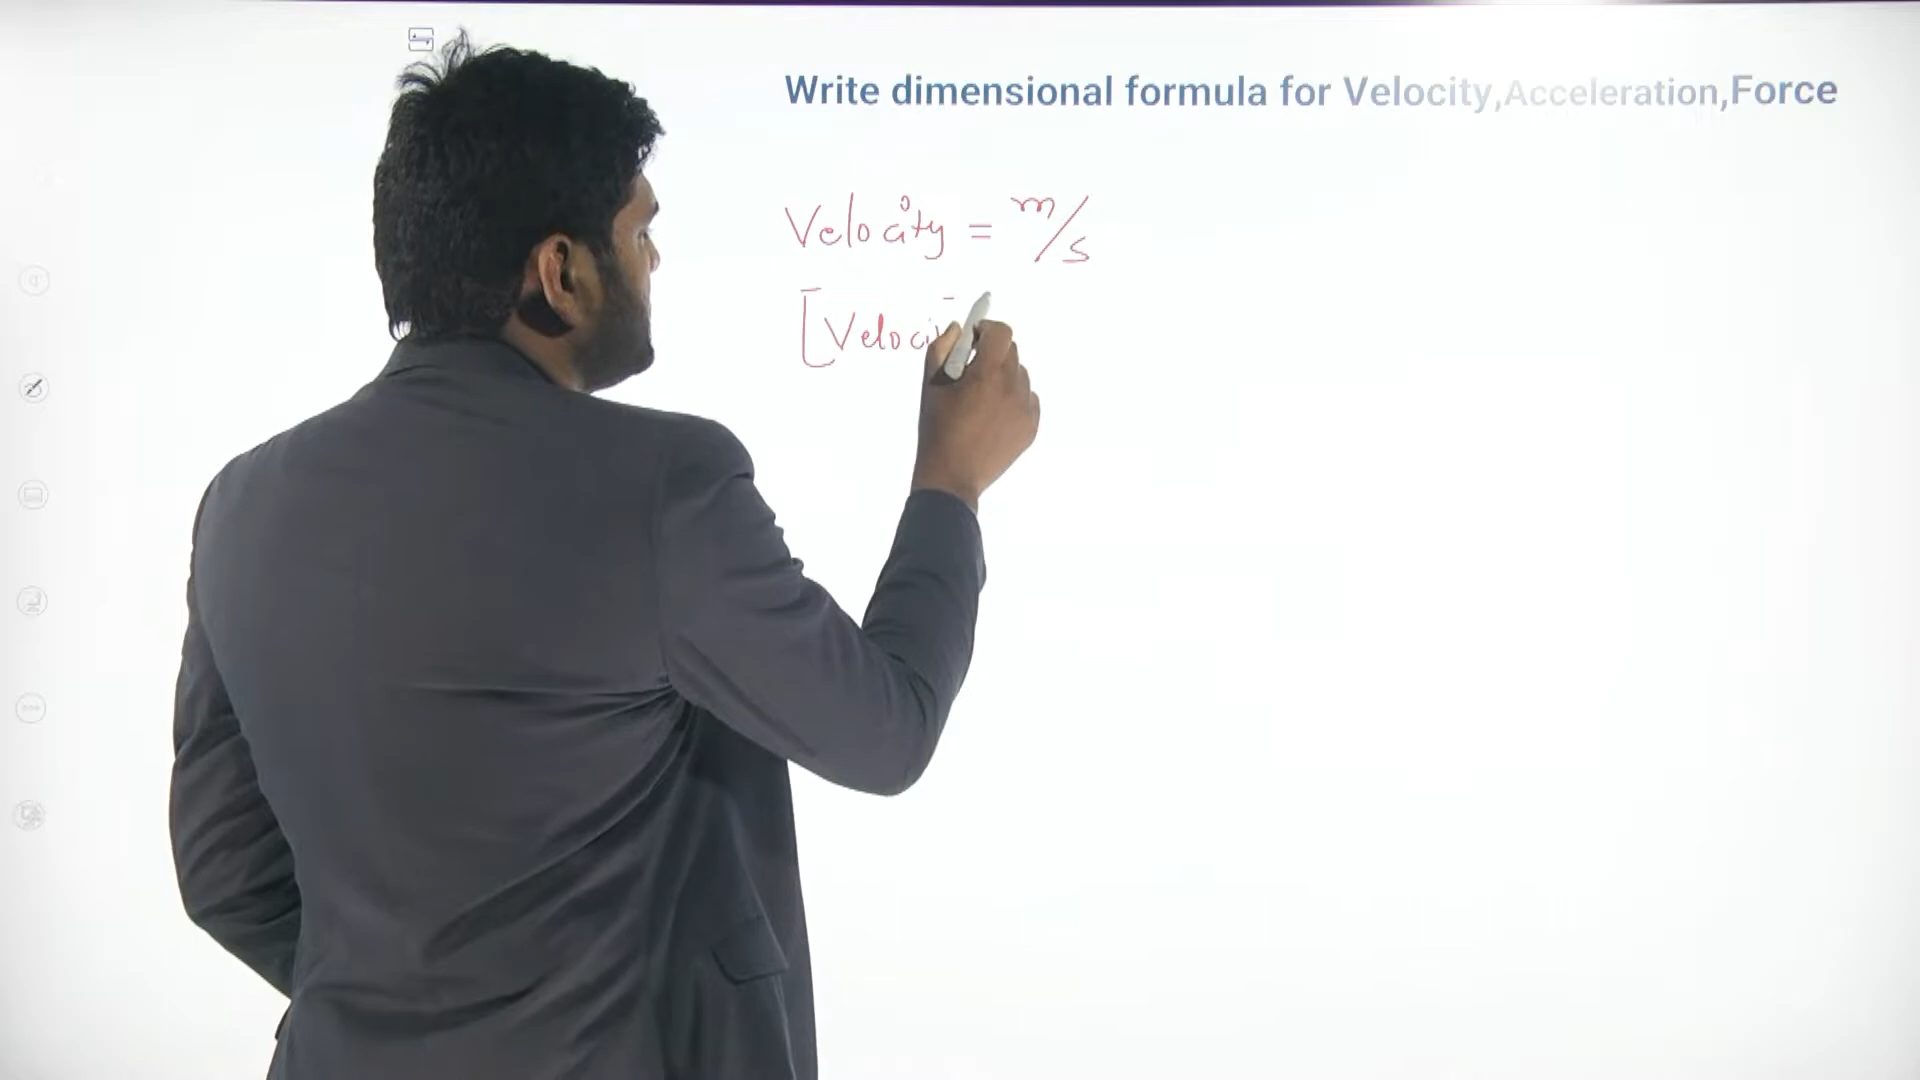 Write dimensional formula for Velocity,Acceleration,Force
Velocity = m/s
[Veloci